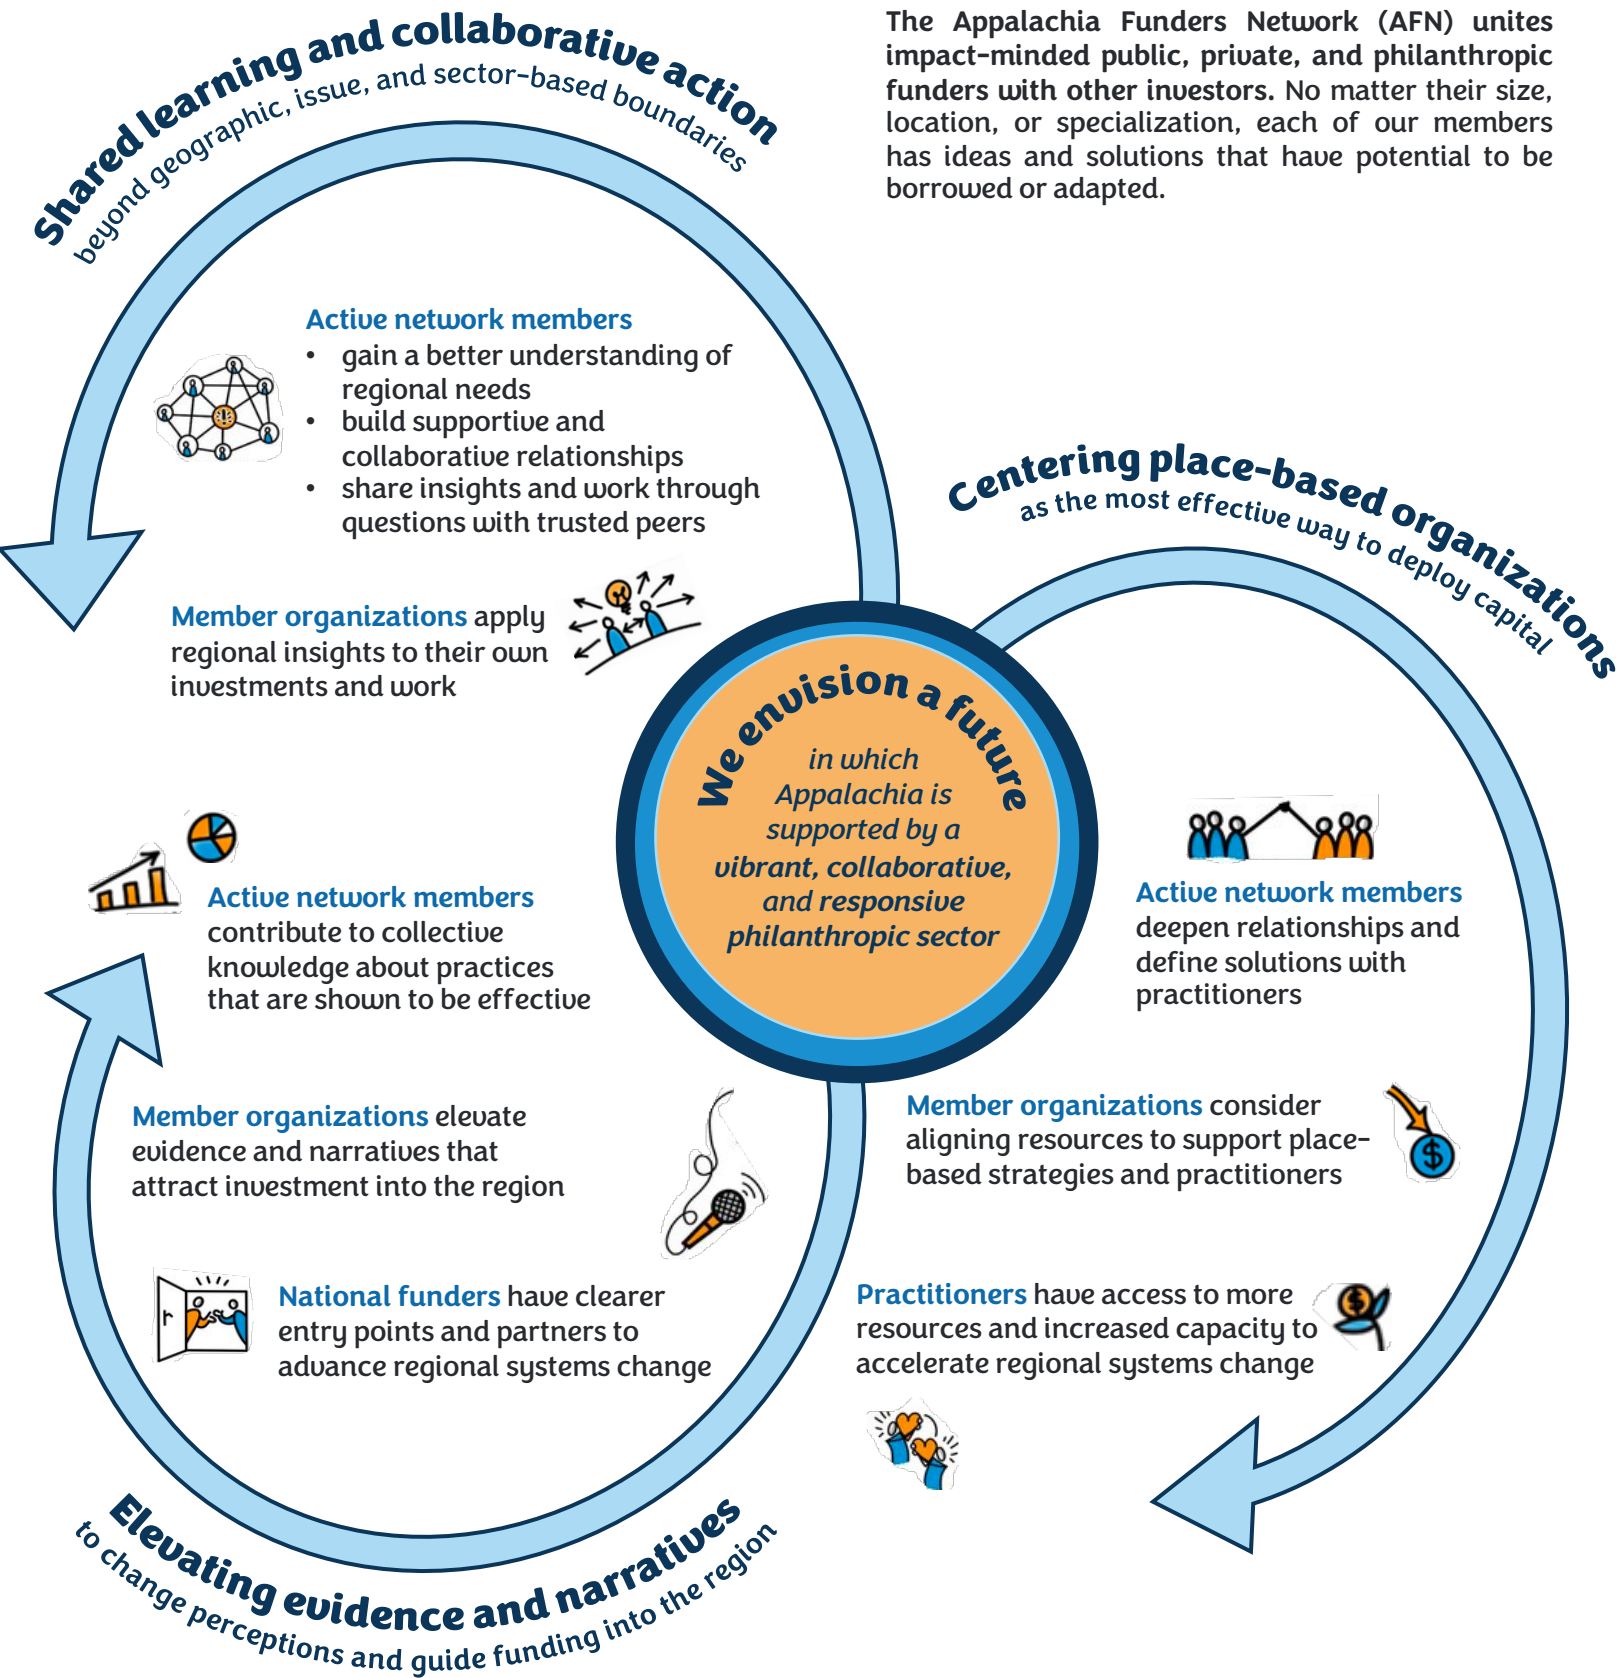 The Appalachia Funders Network (AFN) unites
impact-minded public, private, and philanthropic
funders with other investors. No matter their size,
location, or specialization, each of our members
has ideas and solutions that have potential to be
borrowed or adapted.
Shared learning and collaborative action
beyond geographic, issue, and sector-based boundaries
Active network members
• gain a better understanding of
regional needs
• build supportive and
collaborative relationships
• share insights and work through
questions with trusted peers
Member organizations apply
regional insights to their own
investments and work
Centering place-based organizations
as the most effective way to deploy capital
We envision a future
in which
Appalachia is
supported by a
vibrant, collaborative,
and responsive
philanthropic sector
Active network members
deepen relationships and
define solutions with
practitioners
Member organizations consider
aligning resources to support place-
based strategies and practitioners
$
Practitioners have access to more
resources and increased capacity to
accelerate regional systems change
$
Active network members
contribute to collective
knowledge about practices
that are shown to be effective
Member organizations elevate
evidence and narratives that
attract investment into the region
National funders have clearer
entry points and partners to
advance regional systems change
Elevating evidence and narratives
to change perceptions and guide funding into the region